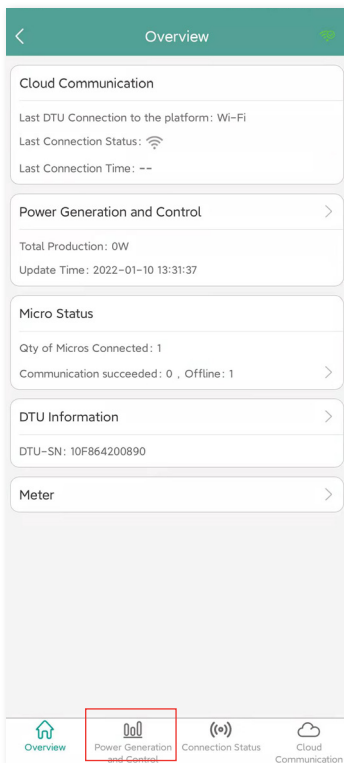 Overview
Cloud Communication
Last DTU Connection to the platform: Wi-Fi
Last Connection Status:
Last Connection Time: --
Power Generation and Control
Total Production: 0W
Update Time: 2022-01-10 13:31:37
Micro Status
Qty of Micros Connected: 1
Communication succeeded: 0 , Offline: 1
DTU Information
DTU-SN: 10F864200890
Meter
Overview
Power Generation
and Control
Connection Status
Cloud
Communication